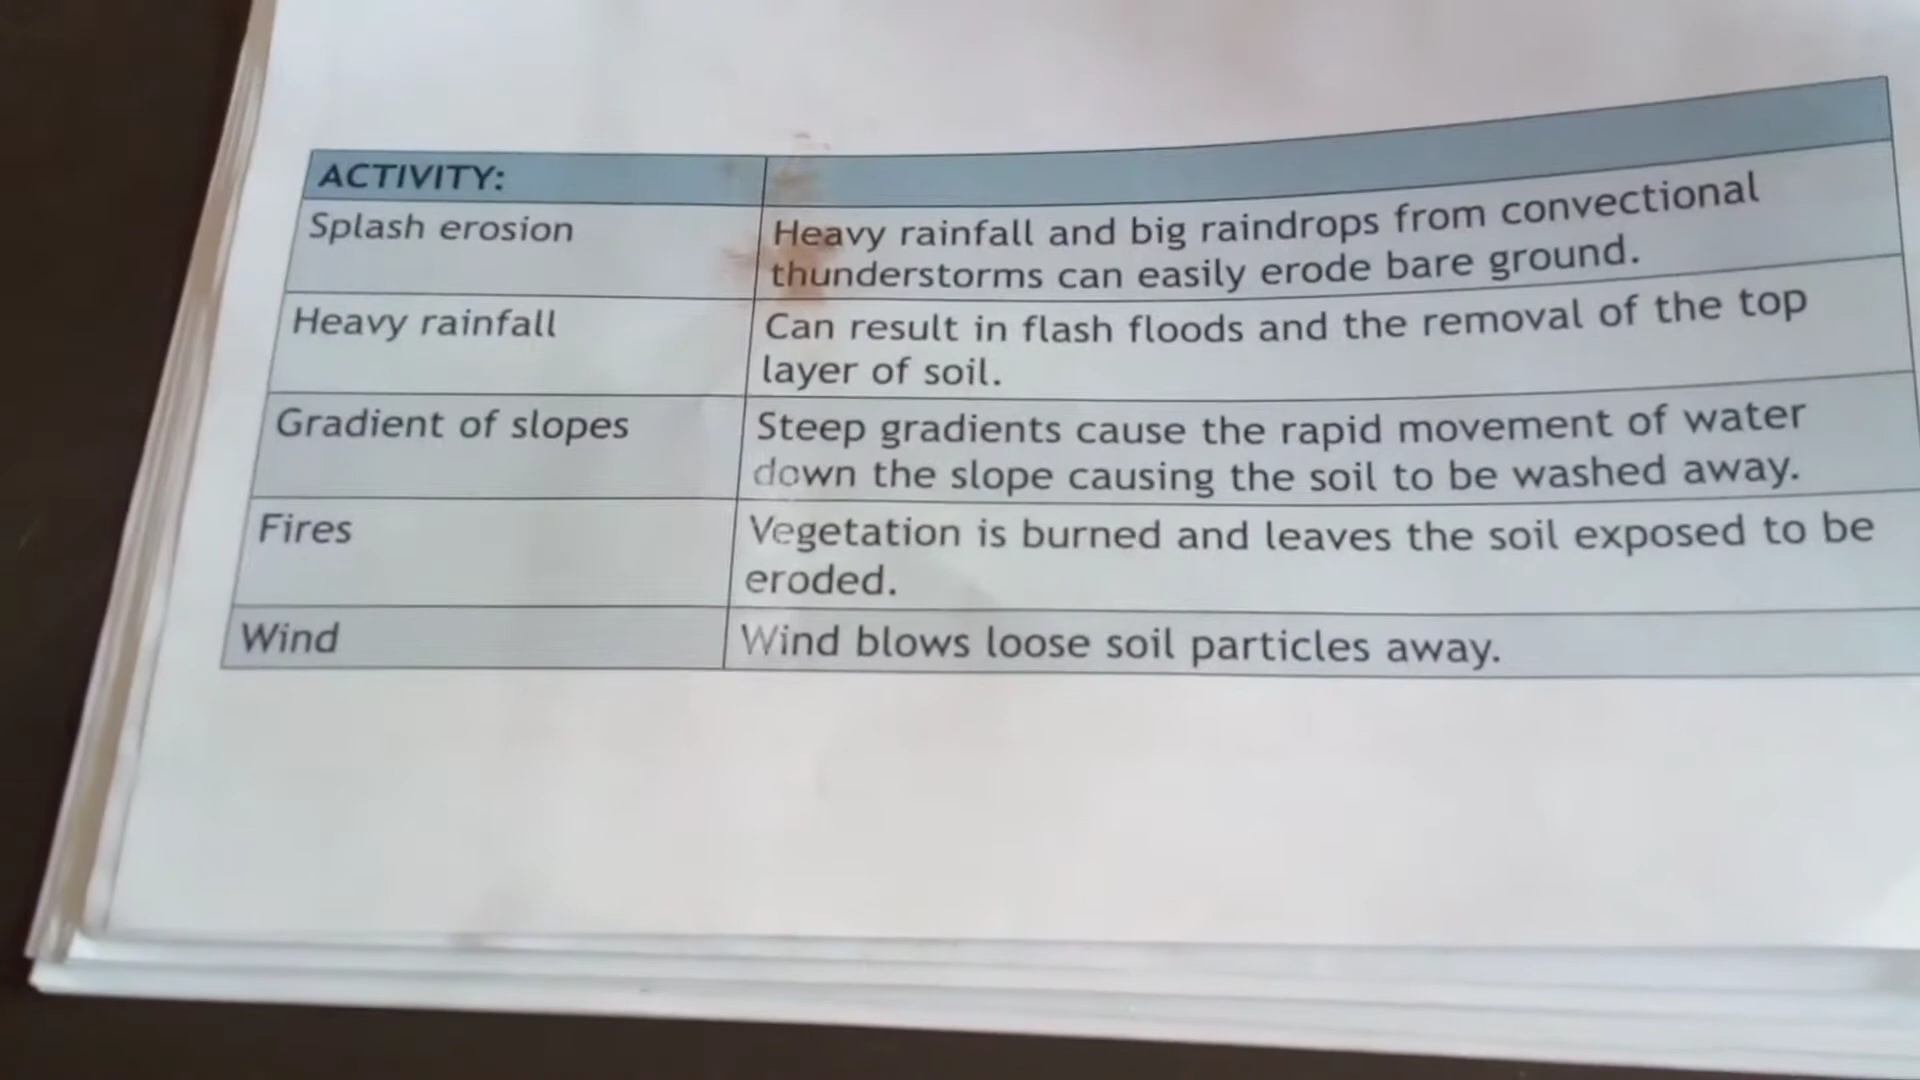 ACTIVITY:
Splash erosion
Heavy rainfall and big raindrops from convectional
thunderstorms can easily erode bare ground.
Heavy rainfall
Can result in flash floods and the removal of the top
layer of soil.
Gradient of slopes
Steep gradients cause the rapid movement of water
down the slope causing the soil to be washed away.
Fires
Vegetation is burned and leaves the soil exposed to be
eroded.
Wind
Wind blows loose soil particles away.